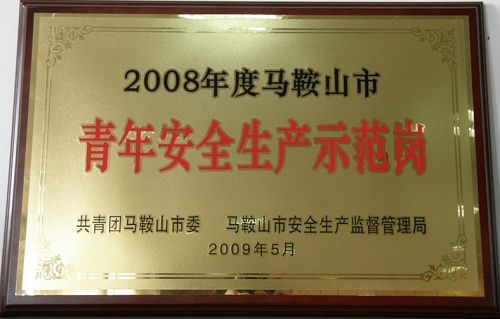 2008年度马鞍山市
青年安全生产示范岗
共青团马鞍山市委 马鞍山市安全生产监督管理局
2009年5月